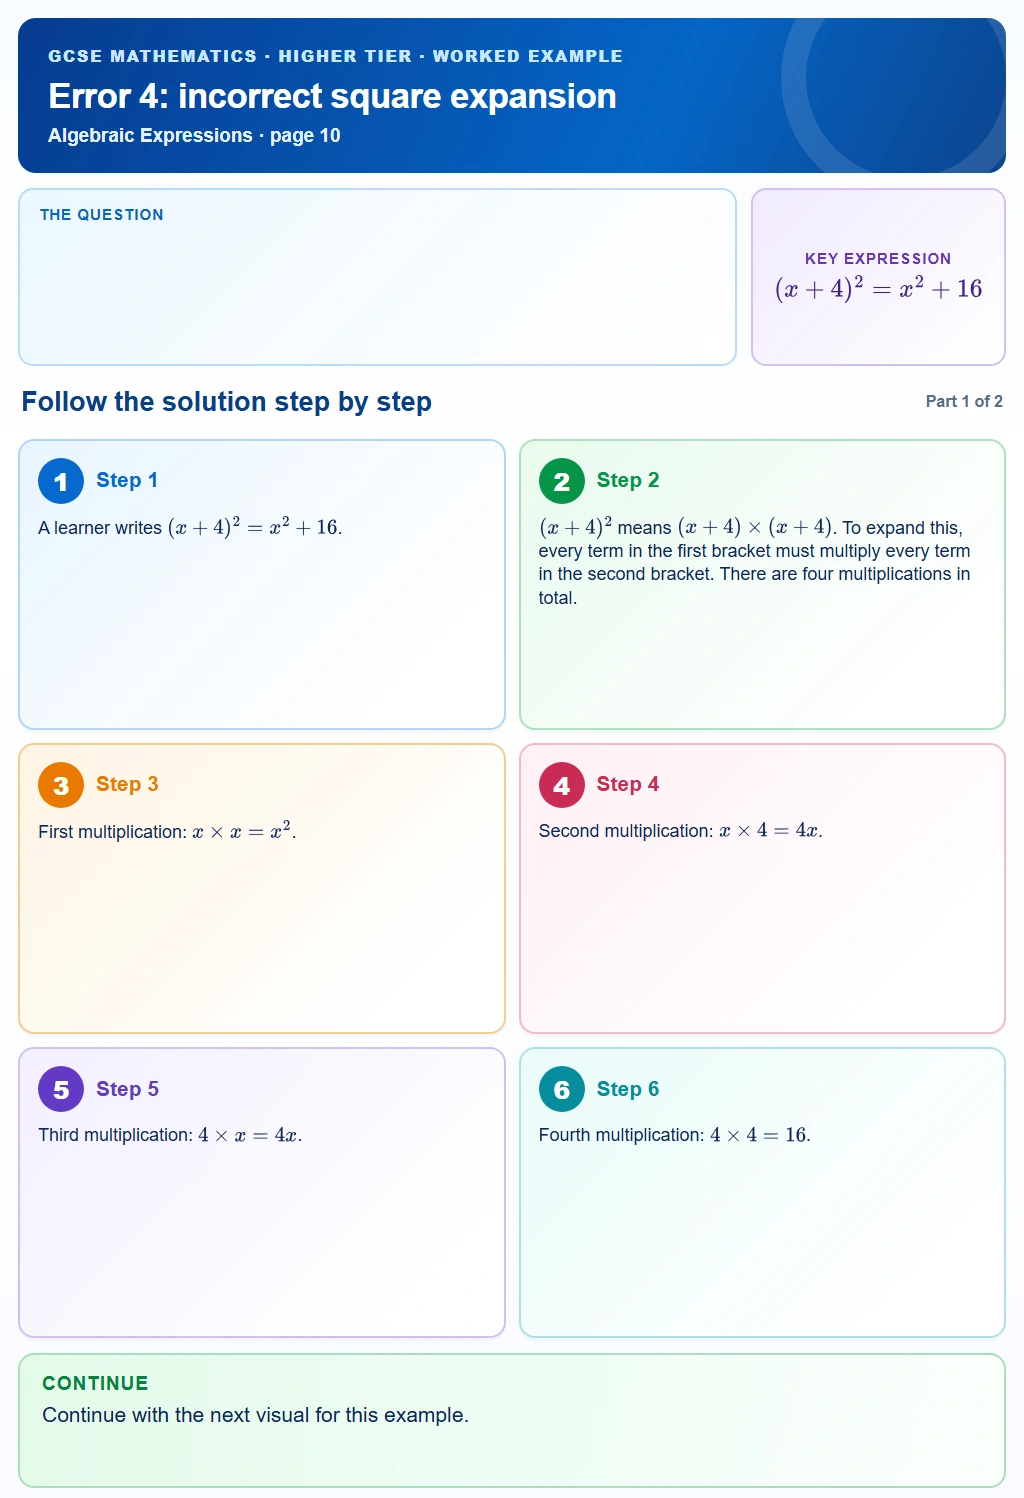 GCSE MATHEMATICS · HIGHER TIER · WORKED EXAMPLE
Error 4: incorrect square expansion
Algebraic Expressions · page 10
THE QUESTION
KEY EXPRESSION
(x + 4)² = x² + 16
Follow the solution step by step
Part 1 of 2
1 Step 1
A learner writes (x + 4)² = x² + 16.
2 Step 2
(x + 4)² means (x + 4) × (x + 4). To expand this,
every term in the first bracket must multiply every term
in the second bracket. There are four multiplications in
total.
3 Step 3
First multiplication: x × x = x².
4 Step 4
Second multiplication: x × 4 = 4x.
5 Step 5
Third multiplication: 4 × x = 4x.
6 Step 6
Fourth multiplication: 4 × 4 = 16.
CONTINUE
Continue with the next visual for this example.